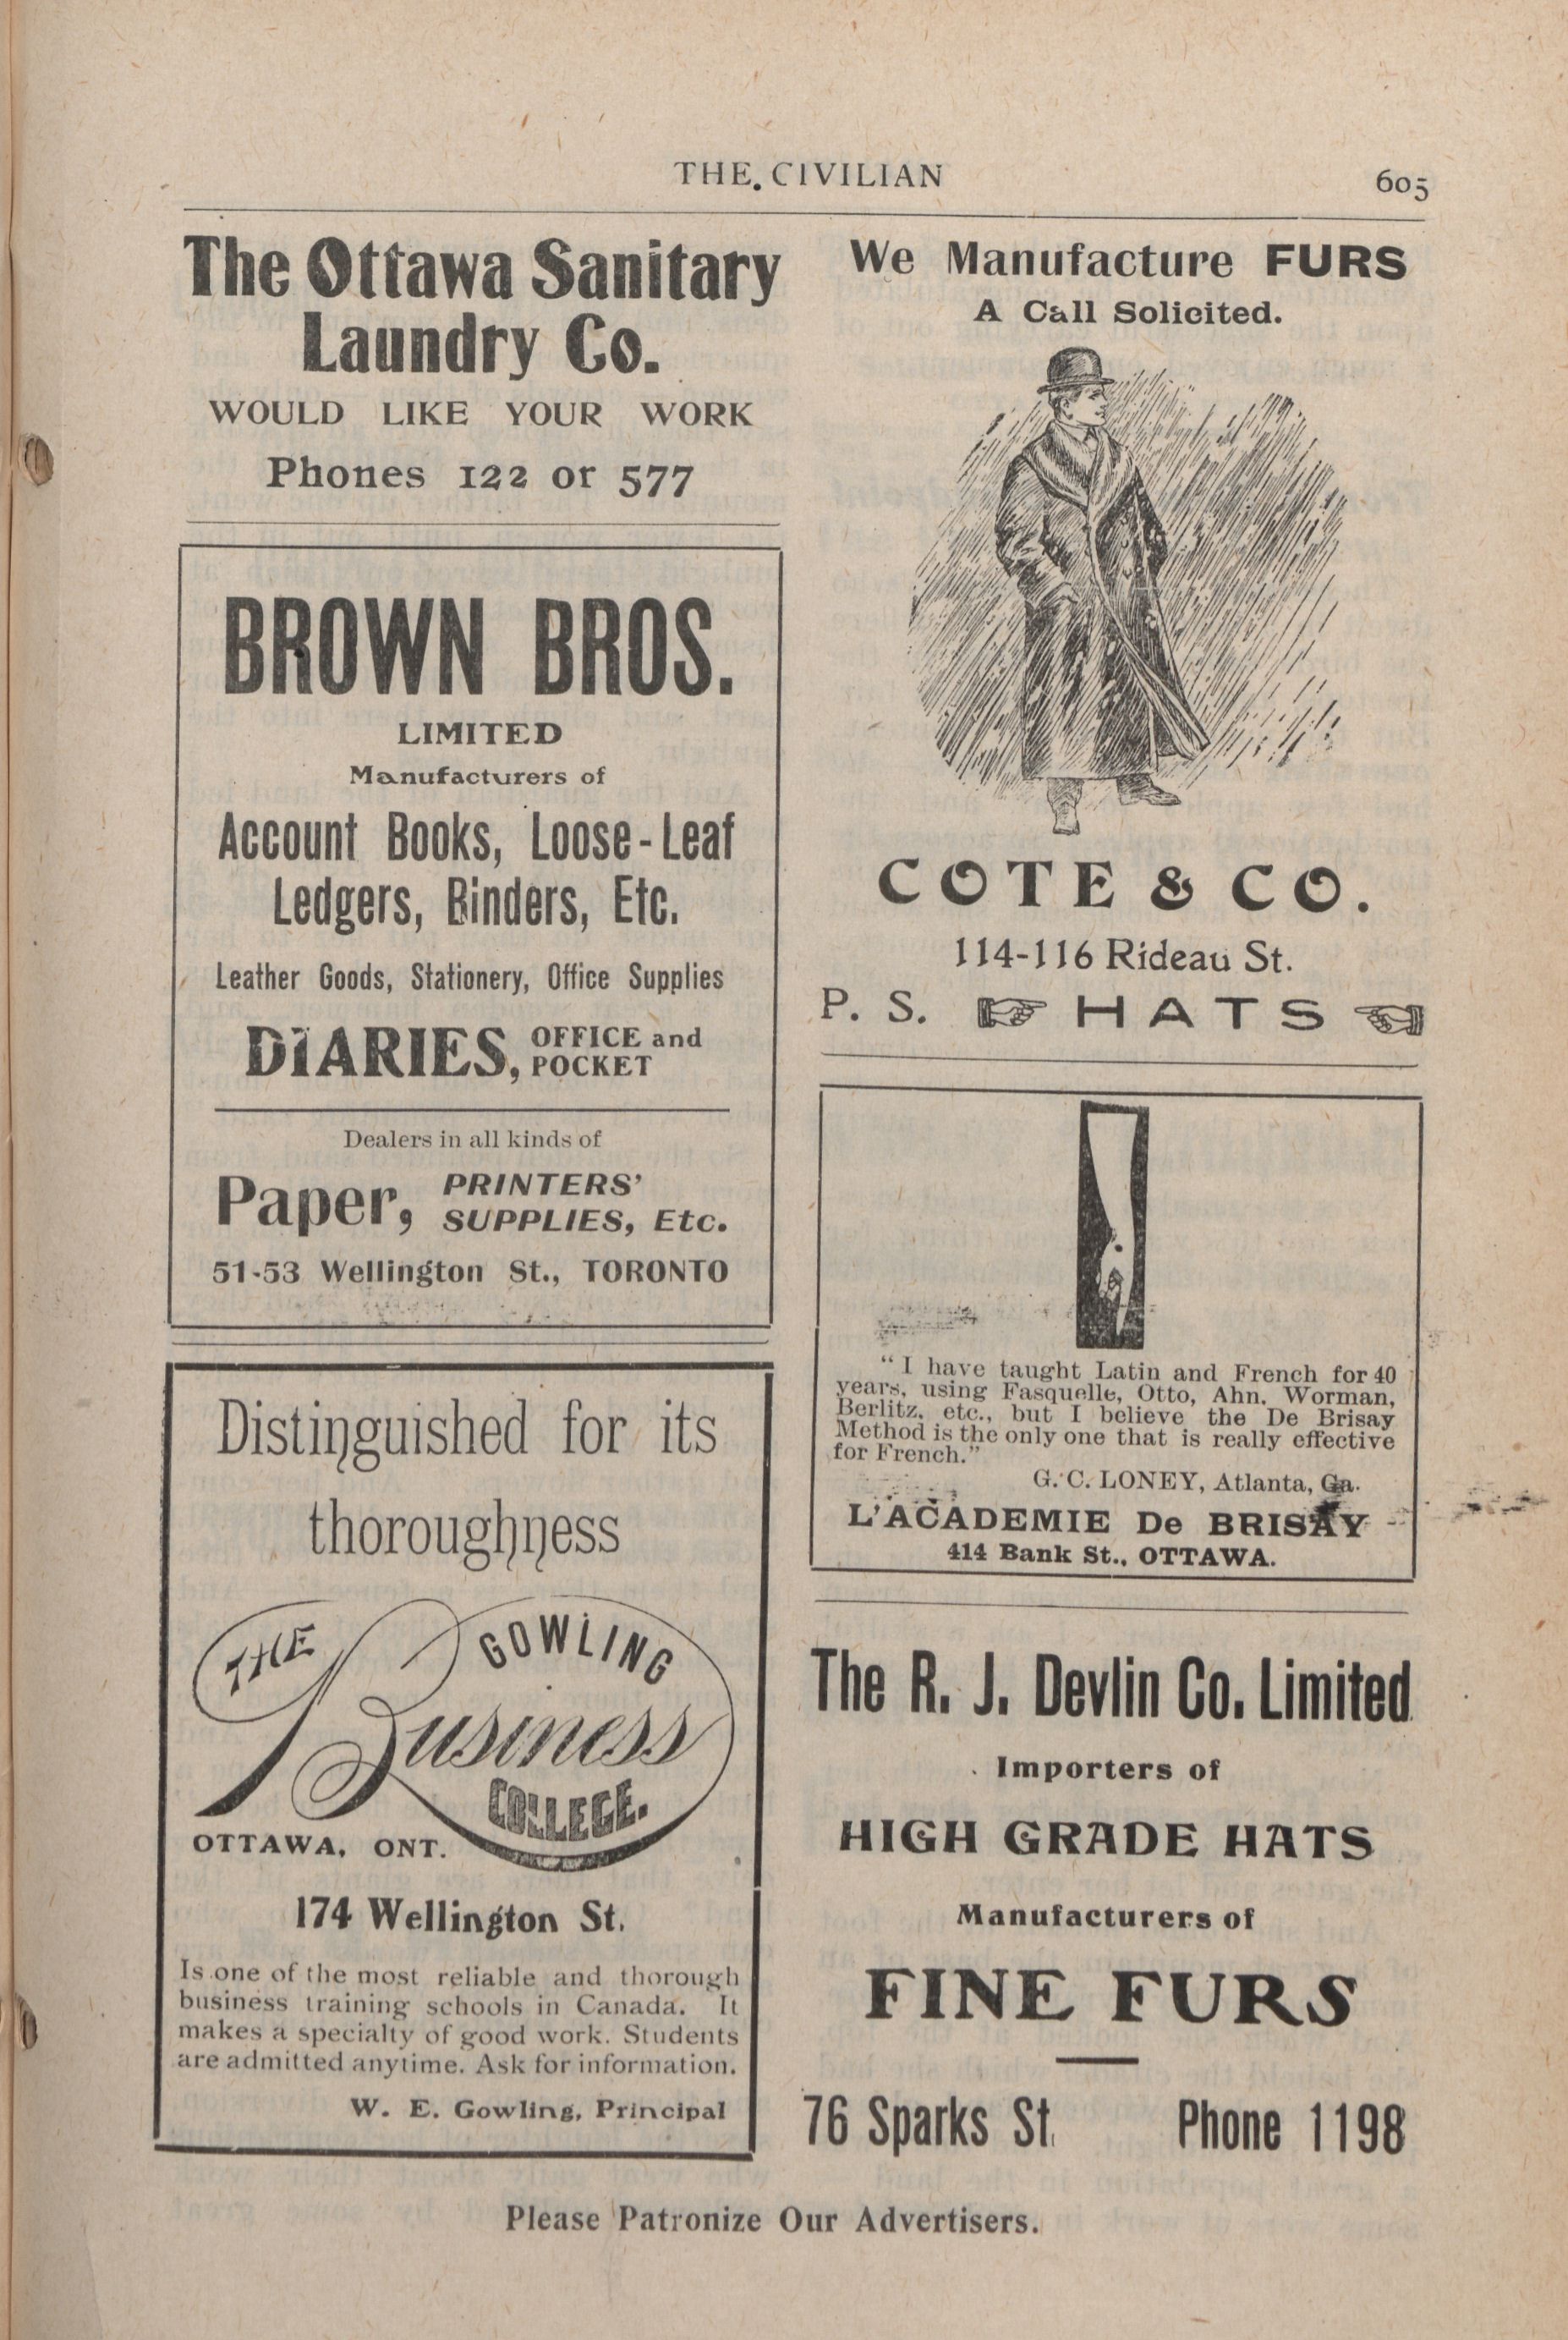 THE CIVILIAN
605
The Ottawa Sanitary
Laundry Co.
WOULD LIKE YOUR WORK
Phones 122 or 577
BROWN BROS.
LIMITED
Manufacturers of
Account Books, Loose-Leaf
Ledgers, Binders, Etc.
Leather Goods, Stationery, Office Supplies
DIARIES, OFFICE and
POCKET
Dealers in all kinds of
Paper, PRINTERS'
SUPPLIES, Etc.
51-53 Wellington St., TORONTO
Distinguished for its
thoroughness
THE GOWLING
Business
COLLEGE.
OTTAWA, ONT.
174 Wellington St.
Is one of the most reliable and thorough
business training schools in Canada. It
makes a specialty of good work. Students
are admitted anytime. Ask for information.
W. E. Gowling, Principal
We Manufacture FURS
A Call Solicited.
COTE & CO.
114-116 Rideau St.
P. S. HATS
"I have taught Latin and French for 40
years, using Fasquelle, Otto, Ahn, Worman,
Berlitz, etc., but I believe the De Brisay
Method is the only one that is really effective
for French."
G. C. LONEY, Atlanta, Ga.
L'ACADEMIE De BRISAY
414 Bank St., OTTAWA.
The R. J. Devlin Co. Limited
Importers of
HIGH GRADE HATS
Manufacturers of
FINE FURS
76 Sparks St. Phone 1198
Please Patronize Our Advertisers.